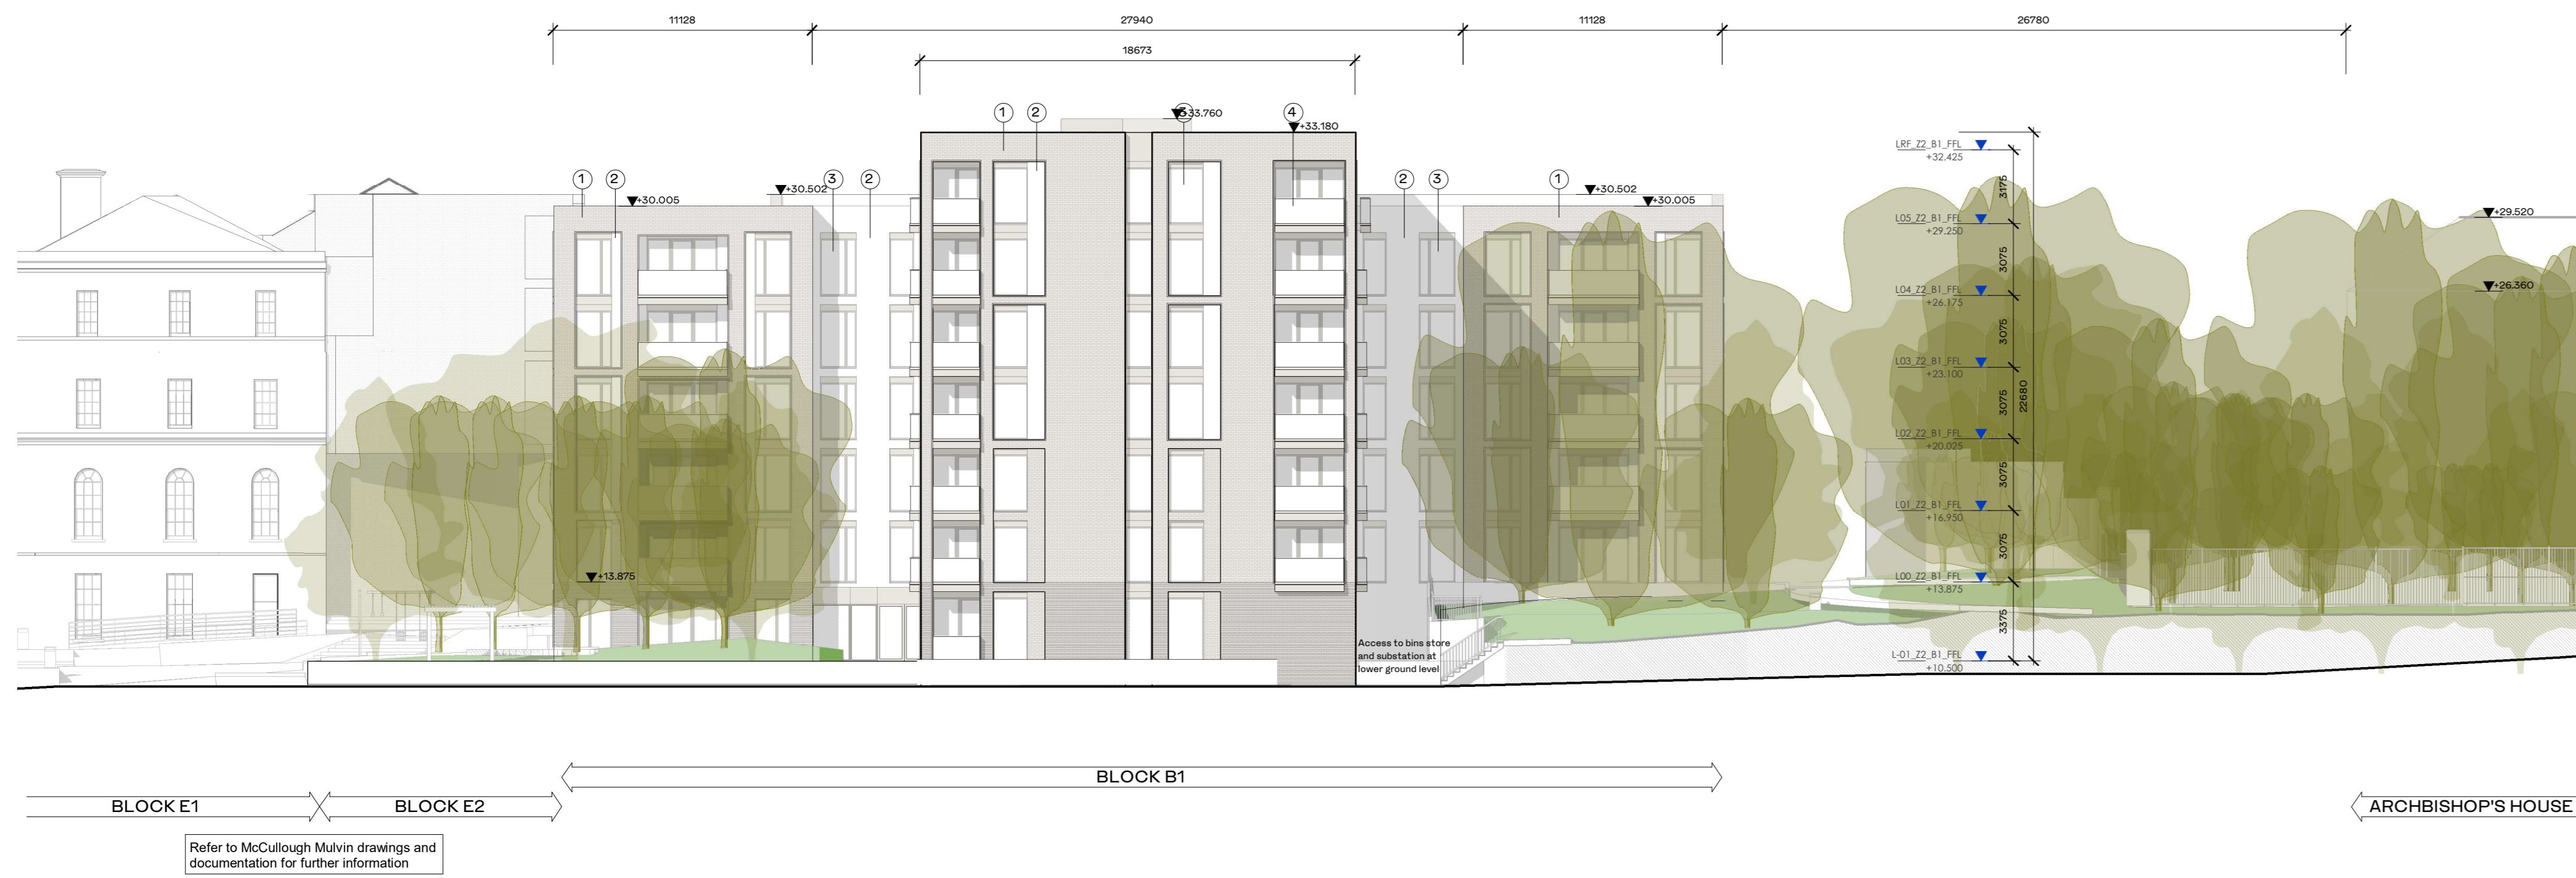 11128
27940
11128
26780
18673
1
2
+33.760
4
+33.180
1
2
+30.005
+30.502
3
2
2
3
1
+30.502
+30.005
LRF_Z2_B1_FFL
+32.425
3175
L05_Z2_B1_FFL
+29.250
3075
L04_Z2_B1_FFL
+26.175
3075
L03_Z2_B1_FFL
+23.100
3075
22680
L02_Z2_B1_FFL
+20.025
3075
L01_Z2_B1_FFL
+16.950
3075
L00_Z2_B1_FFL
+13.875
3375
L-01_Z2_B1_FFL
+10.500
+29.520
+26.360
+13.875
Access to bins store
and substation at
lower ground level
BLOCK B1
BLOCK E1
BLOCK E2
ARCHBISHOP'S HOUSE
Refer to McCullough Mulvin drawings and
documentation for further information